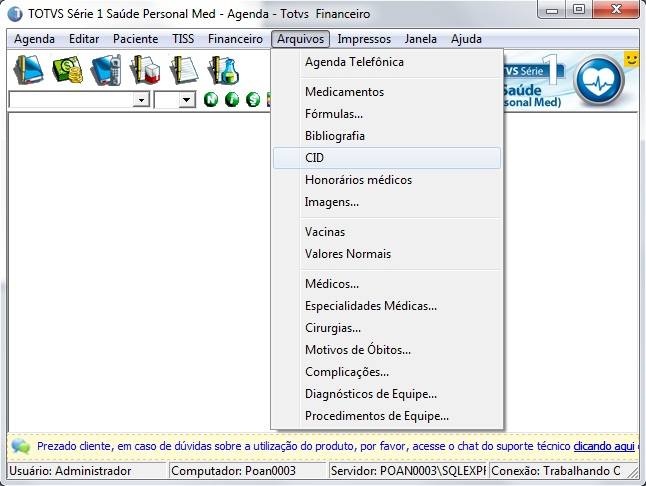 TOTVS Série 1 Saúde Personal Med - Agenda - Totvs Financeiro
Agenda Editar Paciente TISS Financeiro Arquivos Impressos Janela Ajuda
VS Série 1
Saúde
sonal Med)
N F S
Agenda Telefônica
Medicamentos
Fórmulas...
Bibliografia
CID
Honorários médicos
Imagens...
Vacinas
Valores Normais
Médicos...
Especialidades Médicas...
Cirurgias...
Motivos de Óbitos...
Complicações...
Diagnósticos de Equipe...
Procedimentos de Equipe...
Prezado cliente, em caso de dúvidas sobre a utilização do produto, por favor, acesse o chat do suporte técnico clicando aqui
Usuário: Administrador Computador: Poan0003 Servidor: POAN0003\SQLEXPF Conexão: Trabalhando O